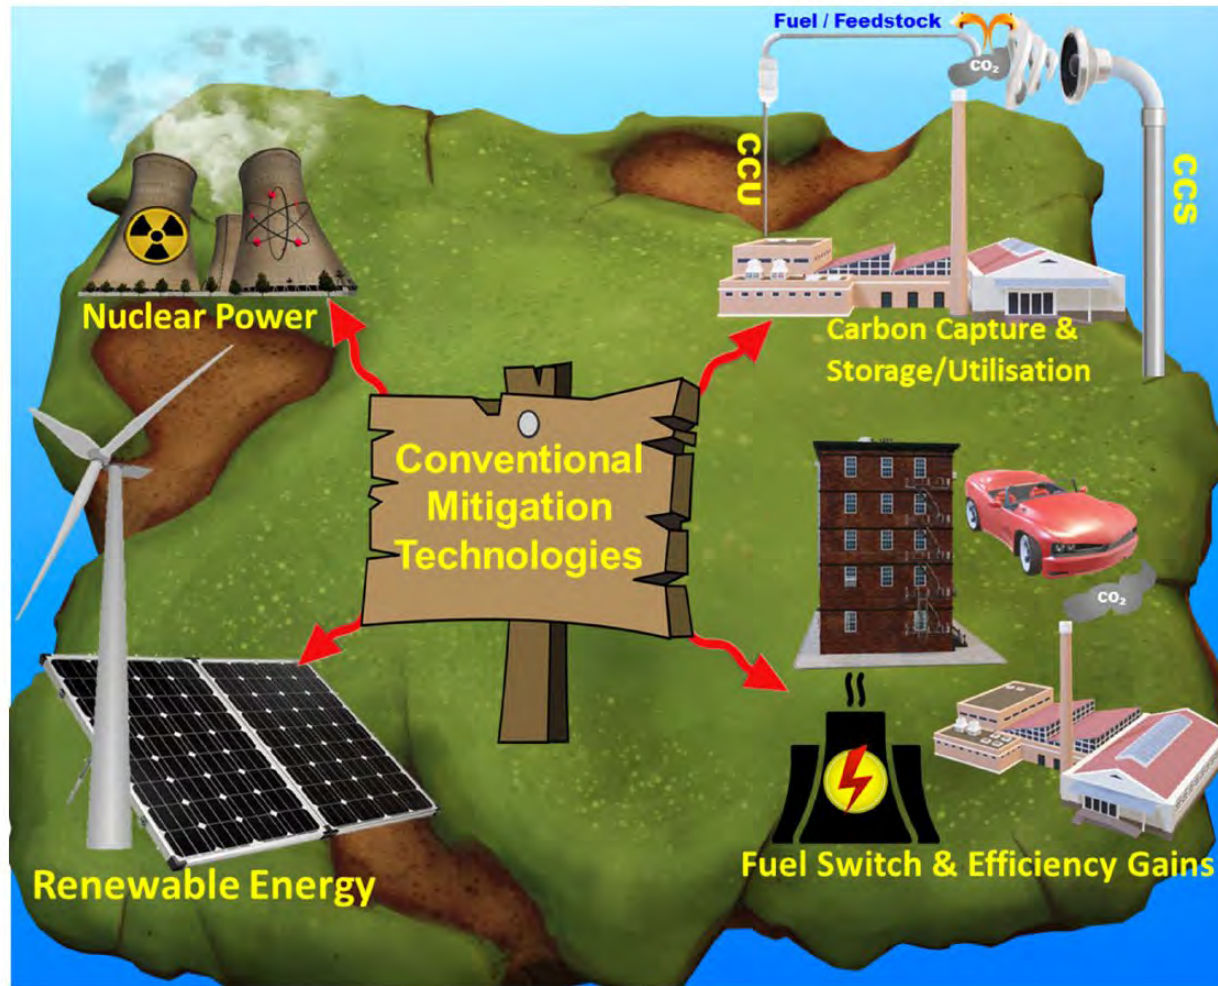 Fuel / Feedstock
CO₂
CCU
CCS
Nuclear Power
Carbon Capture &
Storage/Utilisation
Conventional
Mitigation
Technologies
CO₂
Renewable Energy
Fuel Switch & Efficiency Gains